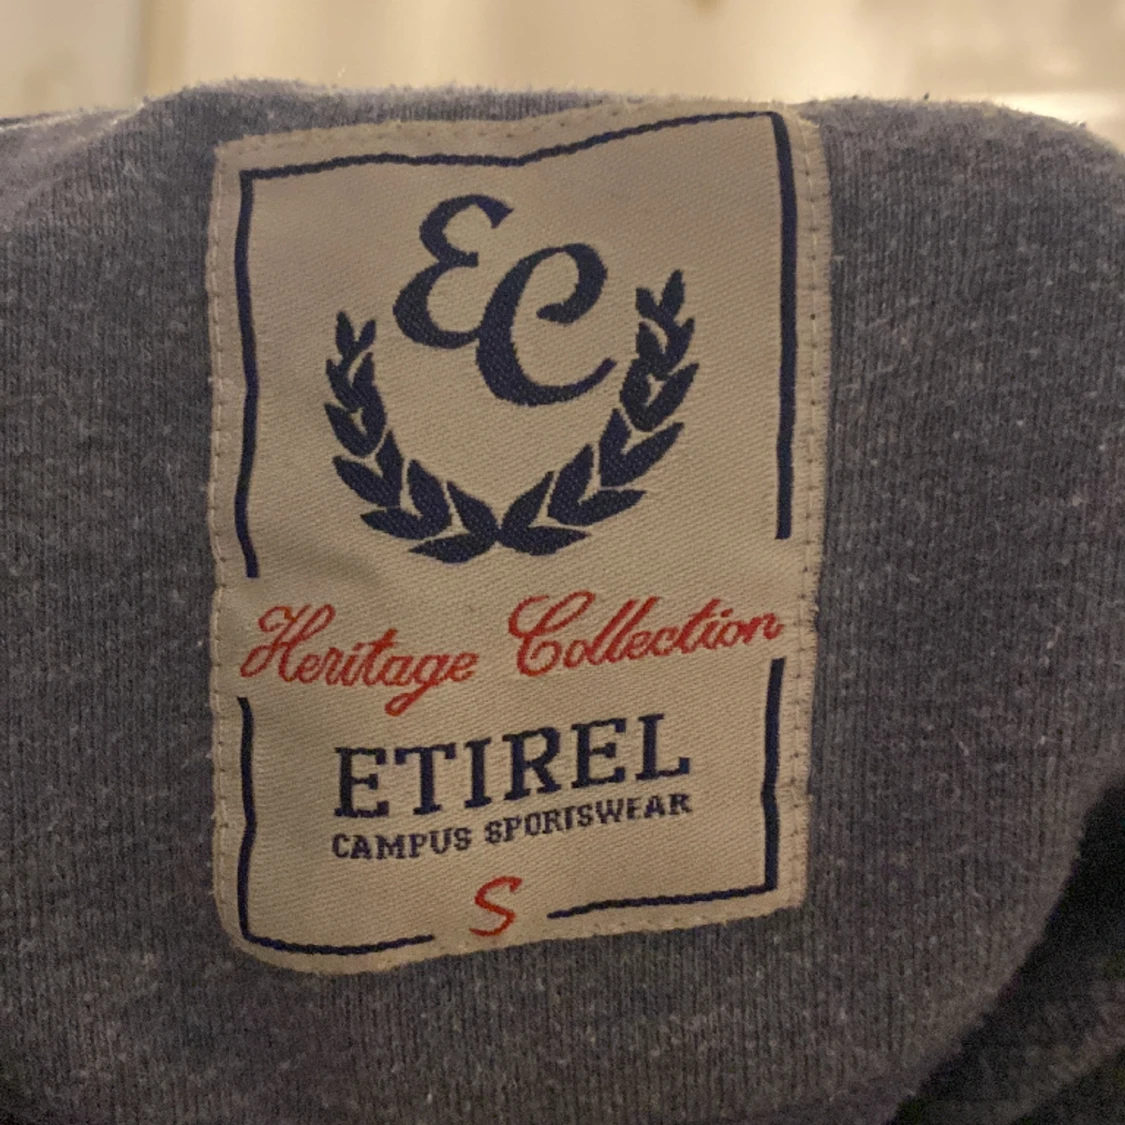 EC
Heritage Collection
ETIREL
CAMPUS SPORTSWEAR
S